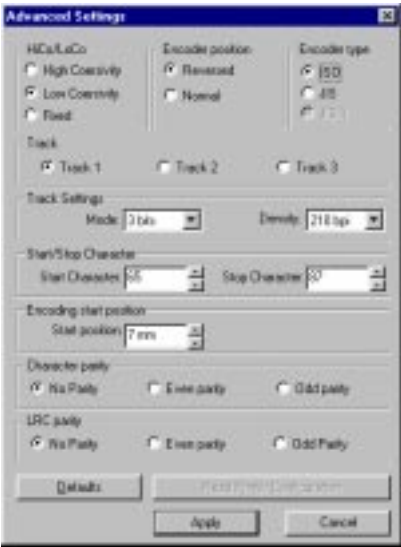 Advanced Settings
HiCo/LoCo
High Coercivity
Low Coercivity
Fixed
Encoder position
Reversed
Normal
Encoder type
ISO
Track
Track 1 Track 2 Track 3
Track Settings
Mode: 3 bits Density: 210 bpi
Start/Stop Character
Start Character: 65 Stop Character: 87
Encoding start position
Start position: 7 mm
Character parity
No Parity Even parity Odd parity
LRC parity
No Parity Even parity Odd Parity
Defaults
Apply Cancel